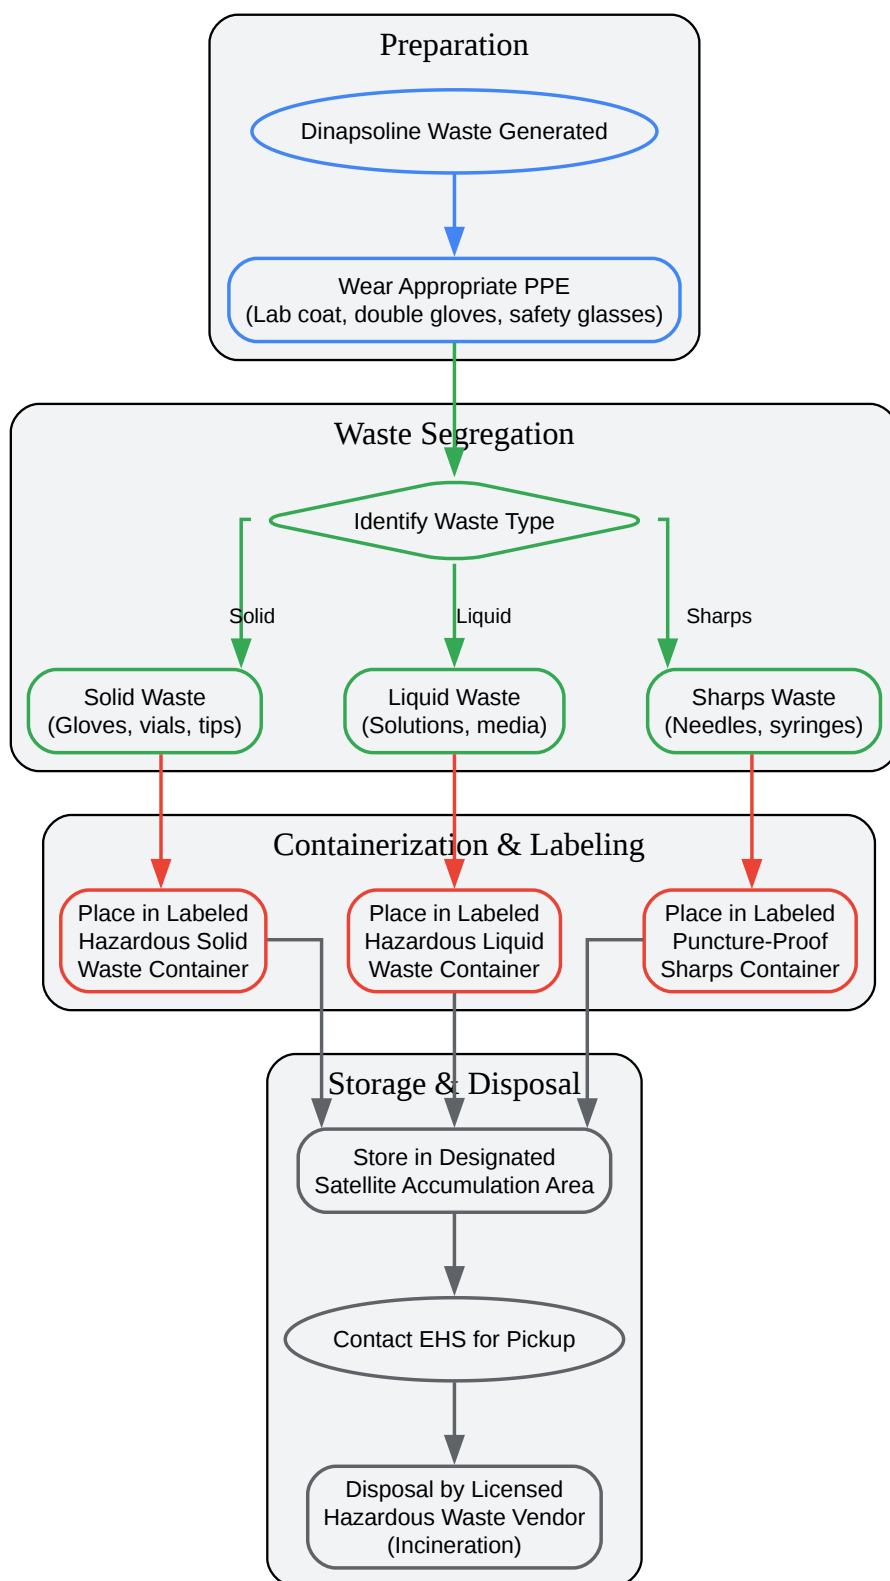 Preparation
Dinapsoline Waste Generated
Wear Appropriate PPE
(Lab coat, double gloves, safety glasses)
Waste Segregation
Identify Waste Type
Solid
Liquid
Sharps
Solid Waste
(Gloves, vials, tips)
Liquid Waste
(Solutions, media)
Sharps Waste
(Needles, syringes)
Containerization & Labeling
Place in Labeled
Hazardous Solid
Waste Container
Place in Labeled
Hazardous Liquid
Waste Container
Place in Labeled
Puncture-Proof
Sharps Container
Storage & Disposal
Store in Designated
Satellite Accumulation Area
Contact EHS for Pickup
Disposal by Licensed
Hazardous Waste Vendor
(Incineration)